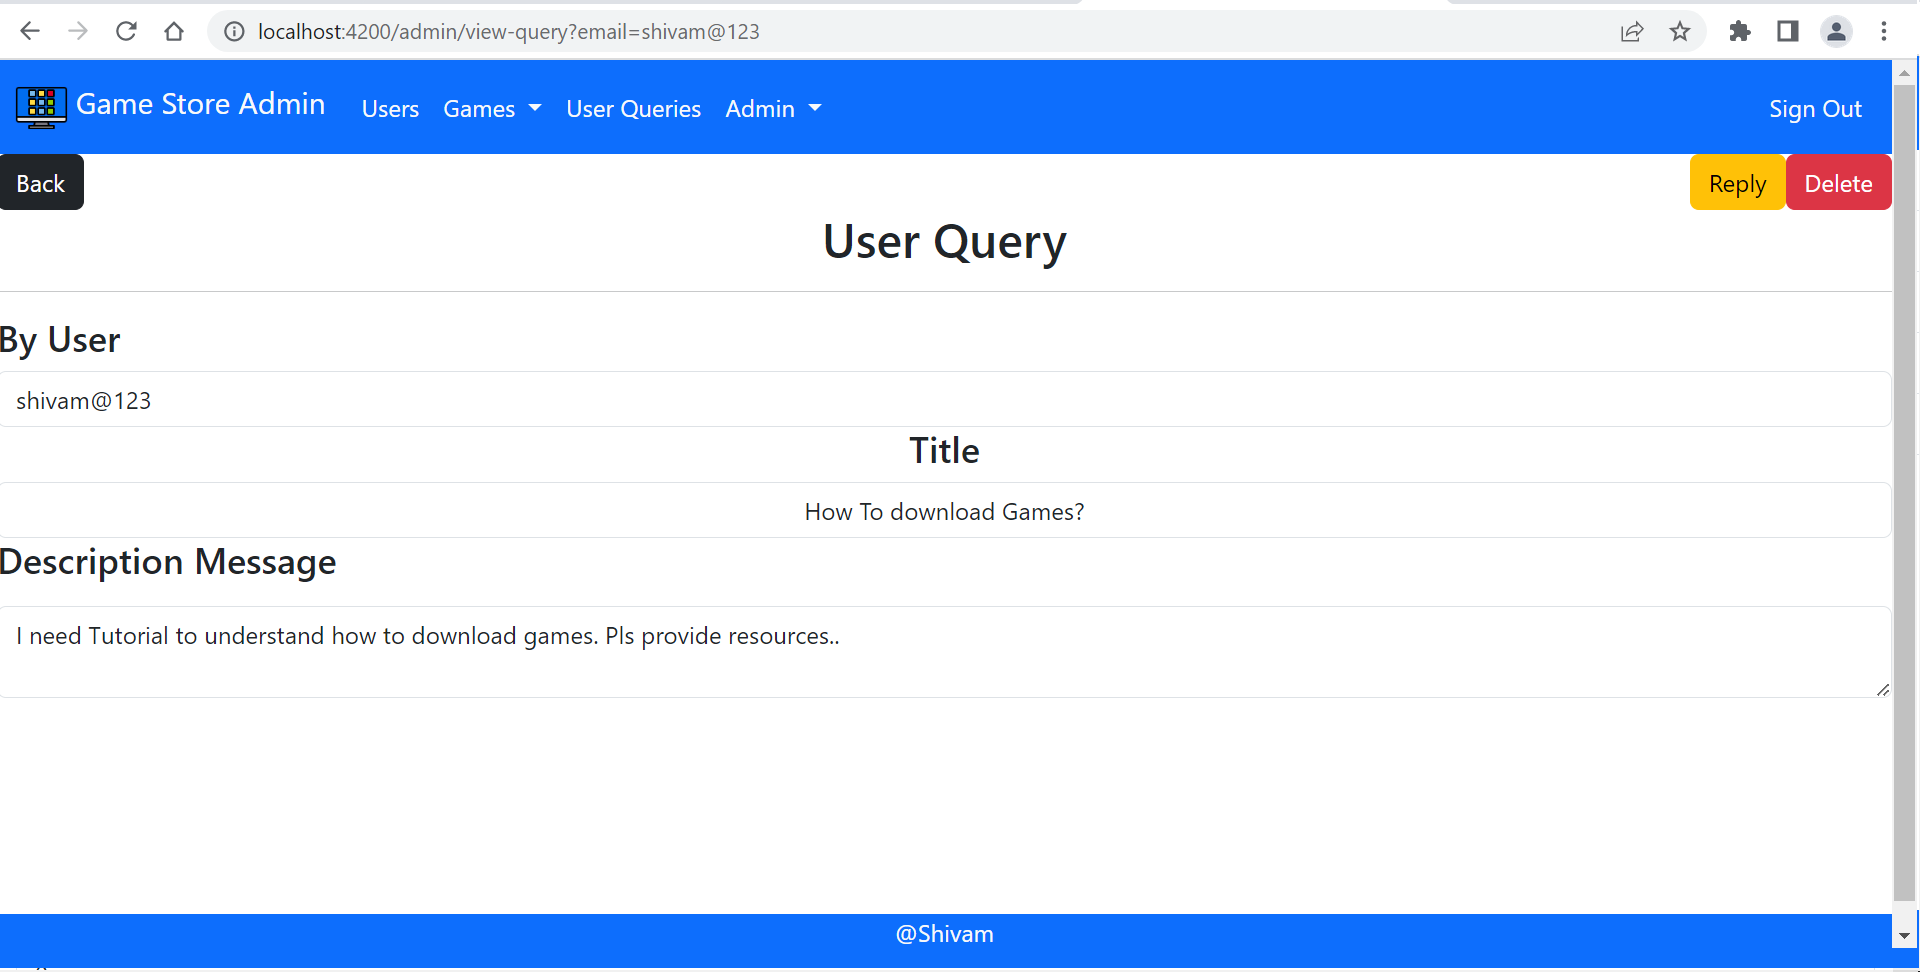 localhost:4200/admin/view-query?email=shivam@123
Game Store Admin Users Games User Queries Admin Sign Out
Back Reply Delete
User Query
By User
shivam@123
Title
How To download Games?
Description Message
I need Tutorial to understand how to download games. Pls provide resources..
@Shivam